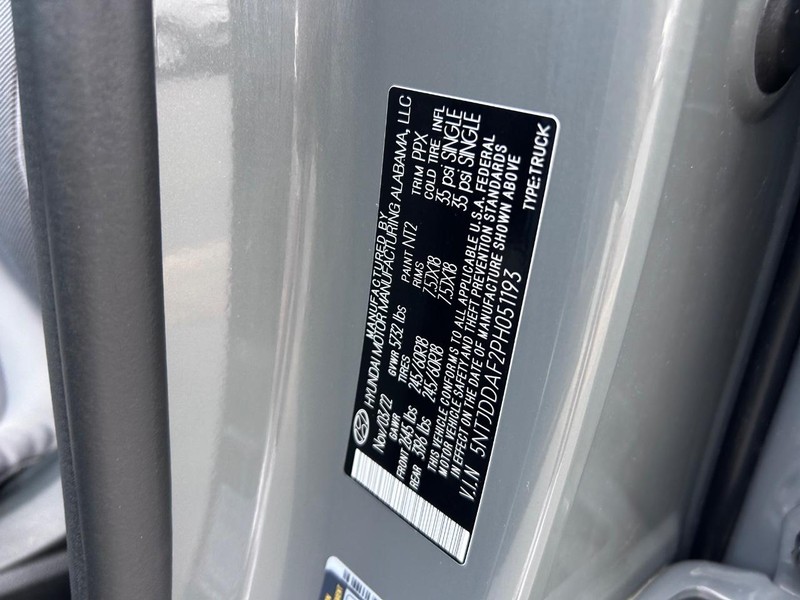 MANUFACTURED BY
HYUNDAI MOTOR MANUFACTURING ALABAMA, LLC
Nov/03/22 GVWR 5732 lbs PAINT NT2 TRIM PPX
GAWR TIRES RIMS COLD TIRE INFL
FRONT 2645 lbs 245/60R18 7.5JX18 35 psi SINGLE
REAR 3196 lbs 245/60R18 7.5JX18 35 psi SINGLE
THIS VEHICLE CONFORMS TO ALL APPLICABLE U.S.A. FEDERAL
MOTOR VEHICLE SAFETY AND THEFT PREVENTION STANDARDS
IN EFFECT ON THE DATE OF MANUFACTURE SHOWN ABOVE
V.I.N 5NTJDDAF2PH051193 TYPE:TRUCK